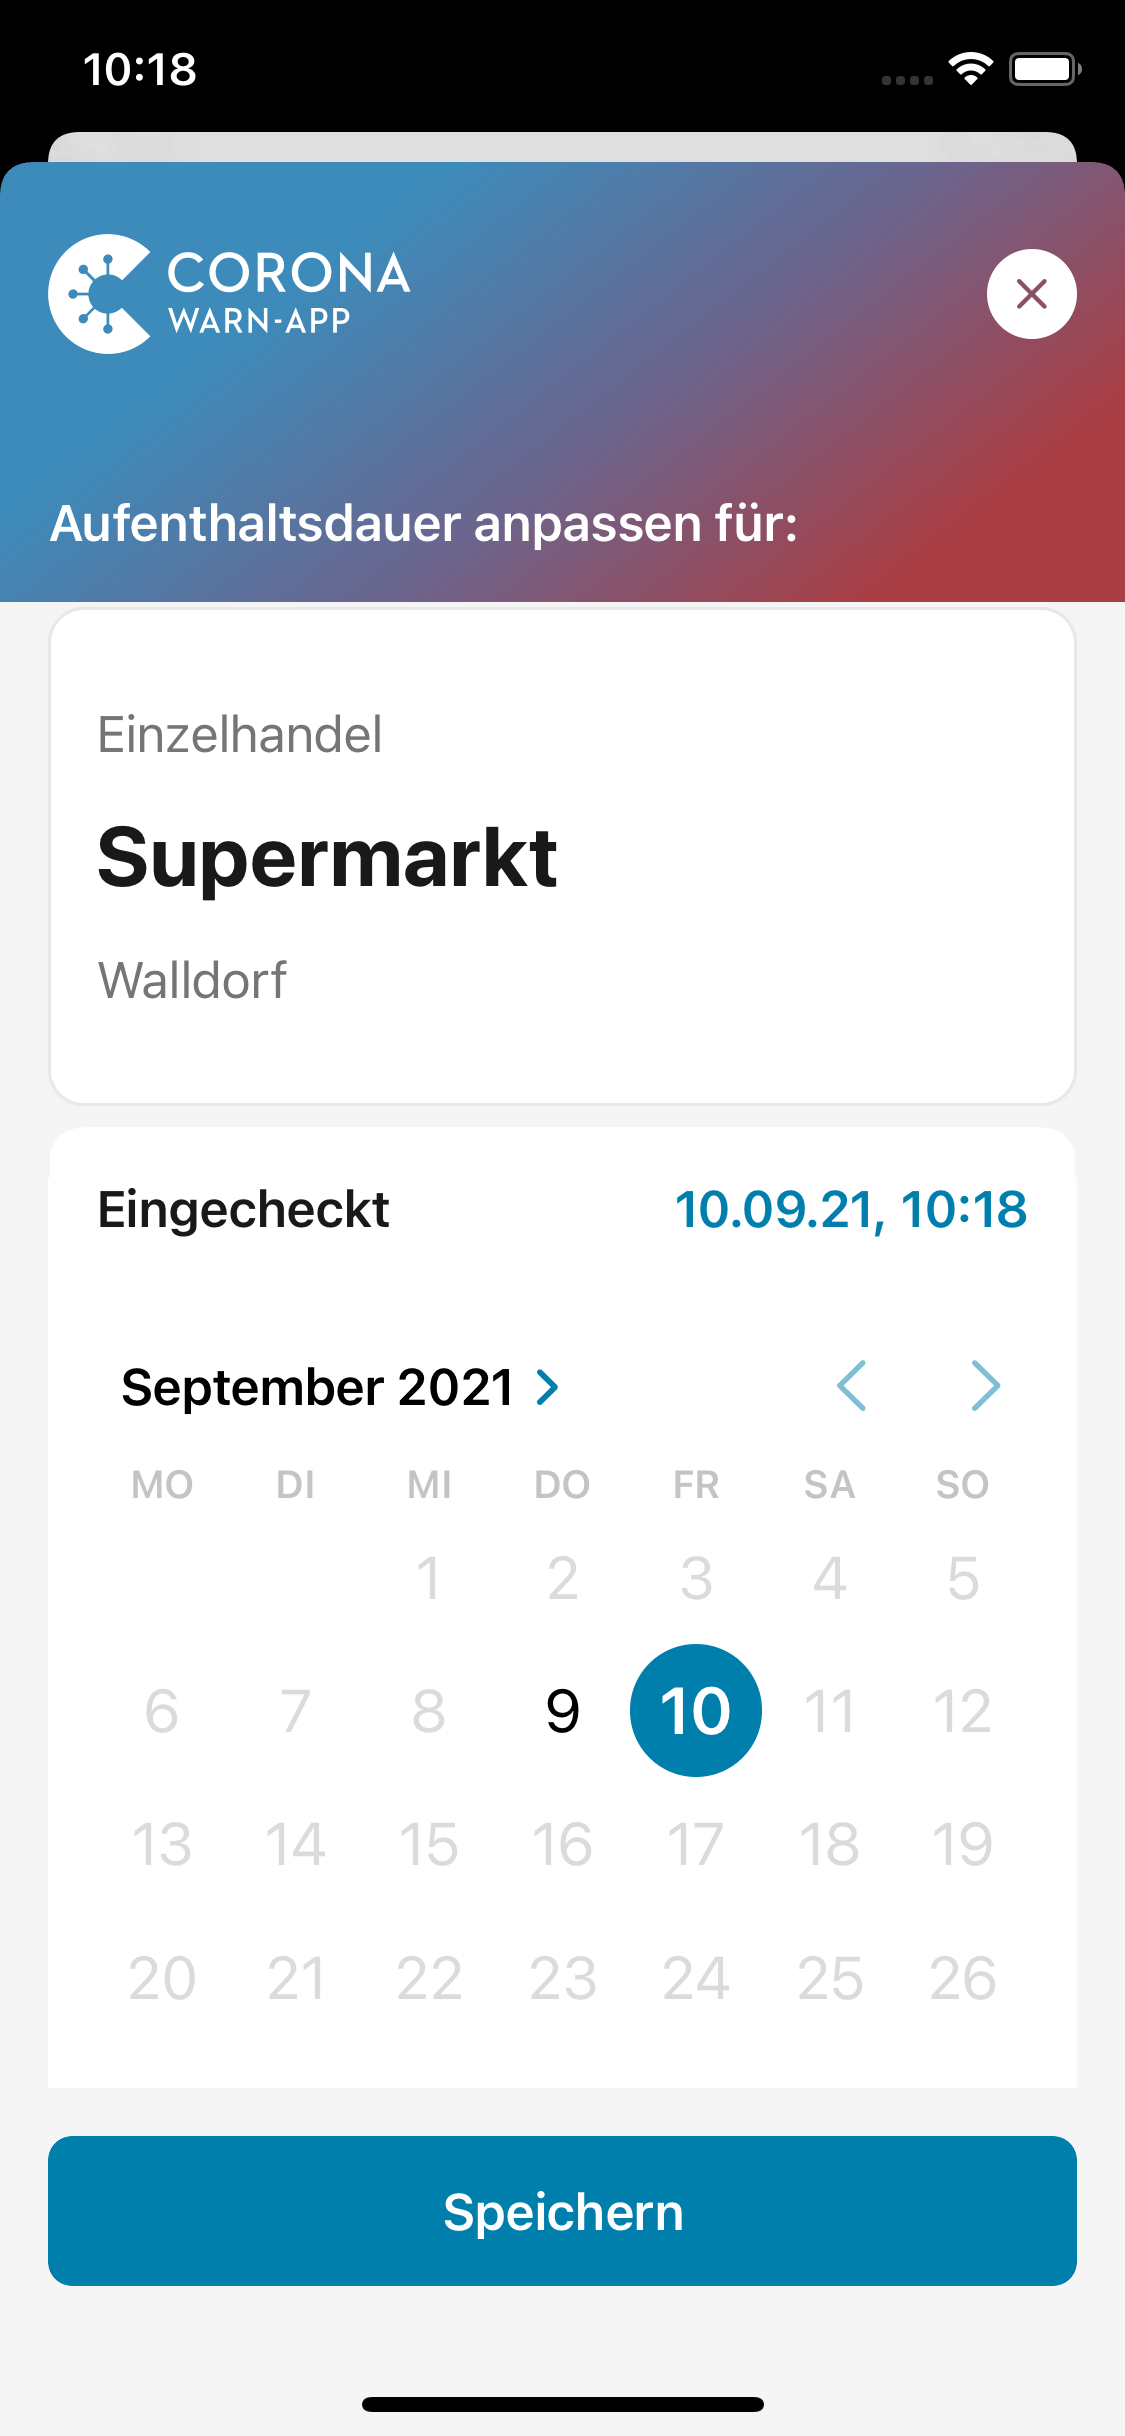 10:18
CORONA
WARN-APP
Aufenthaltsdauer anpassen für:
Einzelhandel
Supermarkt
Walldorf
Eingecheckt 10.09.21, 10:18
September 2021
MO DI MI DO FR SA SO
1 2 3 4 5
6 7 8 9 10 11 12
13 14 15 16 17 18 19
20 21 22 23 24 25 26
Speichern